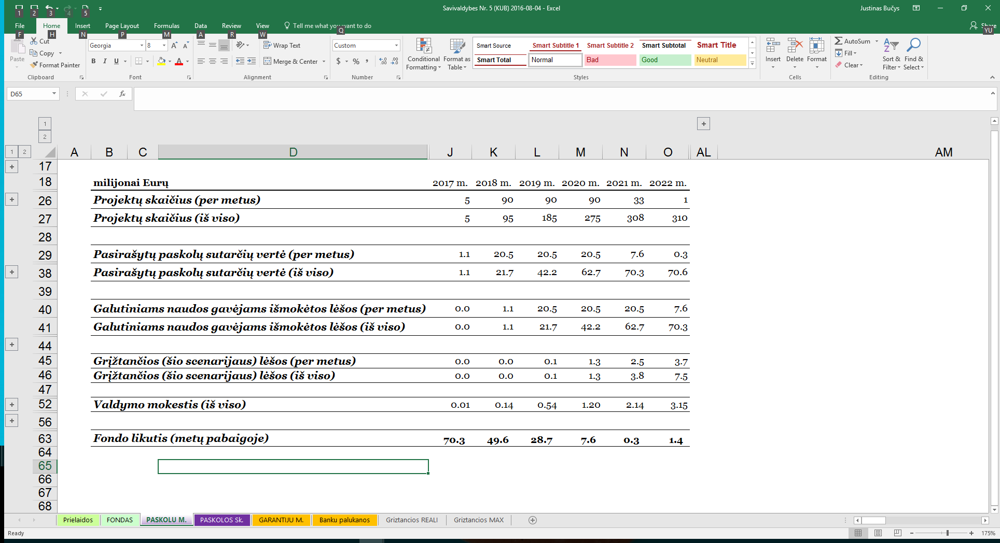 1 2 3 4 5
Savivaldybes Nr. 5 (KUB) 2016-08-04 - Excel
Justinas Bučys
File Home Insert Page Layout Formulas Data Review View Tell me what you want to do Share
F H N P M A R W Q YU
Paste Cut Copy Format Painter
Clipboard
Georgia 8
B I U
Font
Wrap Text
Merge & Center
Alignment
Custom
$ %
Number
Conditional Formatting Format as Table
Smart Source Smart Subtitle 1 Smart Subtitle 2 Smart Subtotal Smart Title
Smart Total Normal Bad Good Neutral
Styles
Insert Delete Format
Cells
AutoSum Fill Clear
Sort & Filter Find & Select
Editing
D65 fx
1
2
1 2 A B C D J K L M N O AL AM
17
18 milijonai Eurų 2017 m. 2018 m. 2019 m. 2020 m. 2021 m. 2022 m.
26 Projektų skaičius (per metus) 5 90 90 90 33 1
27 Projektų skaičius (iš viso) 5 95 185 275 308 310
28
29 Pasirašytų paskolų sutarčių vertė (per metus) 1.1 20.5 20.5 20.5 7.6 0.3
38 Pasirašytų paskolų sutarčių vertė (iš viso) 1.1 21.7 42.2 62.7 70.3 70.6
39
40 Galutiniams naudos gavėjams išmokėtos lėšos (per metus) 0.0 1.1 20.5 20.5 20.5 7.6
41 Galutiniams naudos gavėjams išmokėtos lėšos (iš viso) 0.0 1.1 21.7 42.2 62.7 70.3
44
45 Grįžtančios (šio scenarijaus) lėšos (per metus) 0.0 0.0 0.1 1.3 2.5 3.7
46 Grįžtančios (šio scenarijaus) lėšos (iš viso) 0.0 0.0 0.1 1.3 3.8 7.5
47
52 Valdymo mokestis (iš viso) 0.01 0.14 0.54 1.20 2.14 3.15
56
63 Fondo likutis (metų pabaigoje) 70.3 49.6 28.7 7.6 0.3 1.4
64
65
66
67
68
Prielaidos FONDAS PASKOLU M. PASKOLOS Sk. GARANTIJU M. Banku palukanos Griztancios REALI Griztancios MAX
Ready 175%